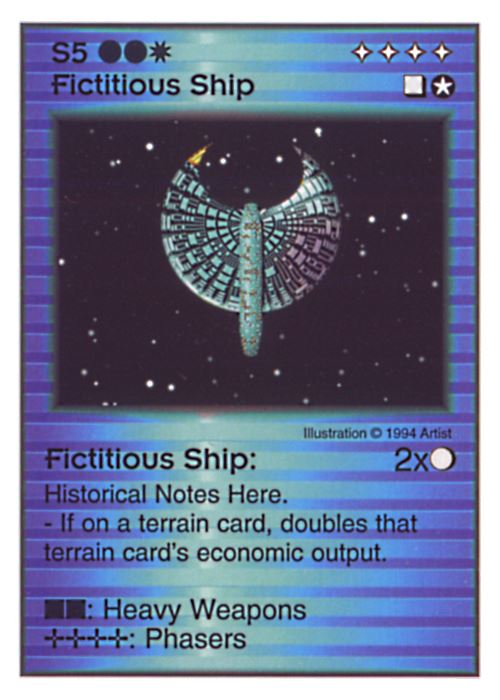 S5
Fictitious Ship
Illustration © 1994 Artist
Fictitious Ship: 2x
Historical Notes Here.
- If on a terrain card, doubles that
terrain card's economic output.
: Heavy Weapons
: Phasers